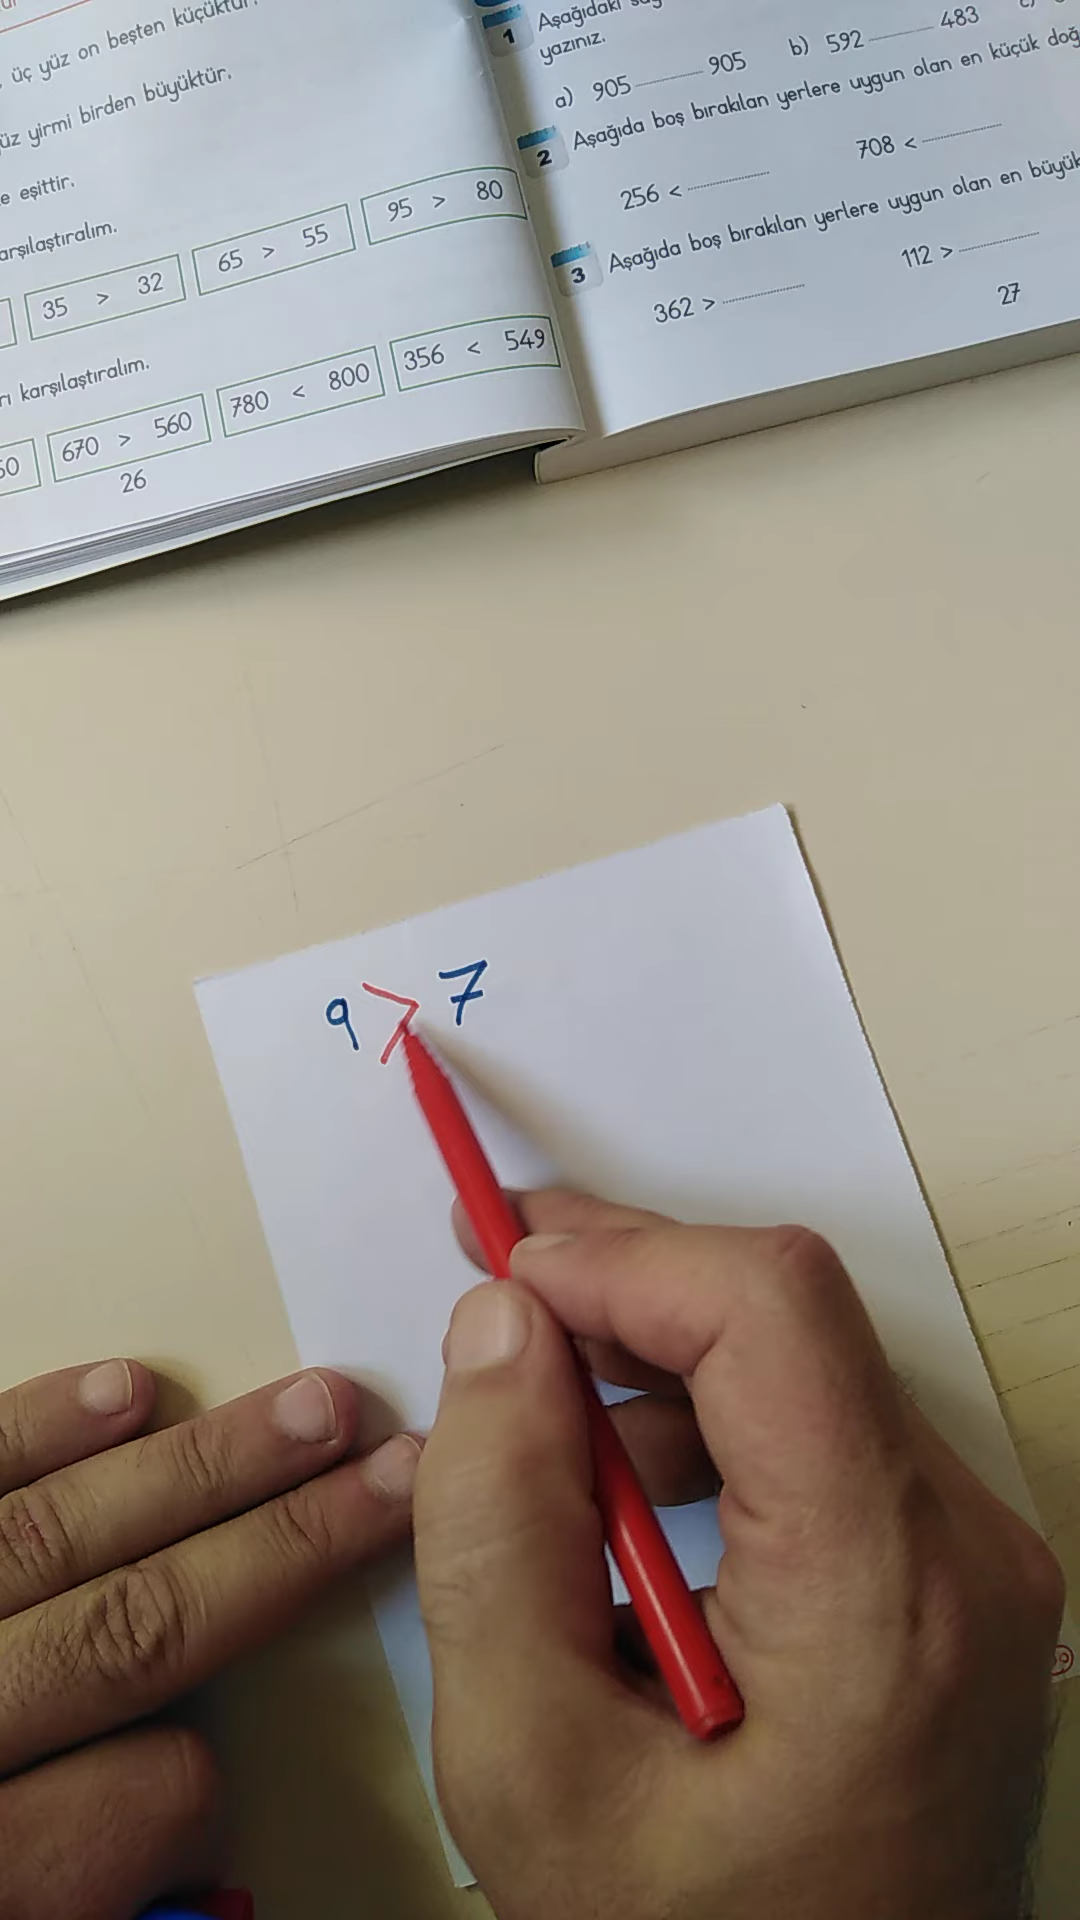 üç yüz on beşten küçüktür.
yüz yirmi birden büyüktür.
e eşittir.
karşılaştıralım.
35 > 32
65 > 55
95 > 80
karşılaştıralım.
670 > 560
780 < 800
356 < 549
26
1 Aşağıdaki
yazınız.
a) 905 905
b) 592 483
2 Aşağıda boş bırakılan yerlere uygun olan en küçük doğ
256 <
708 <
3 Aşağıda boş bırakılan yerlere uygun olan en büyük
362 >
112 >
27
9 > 7